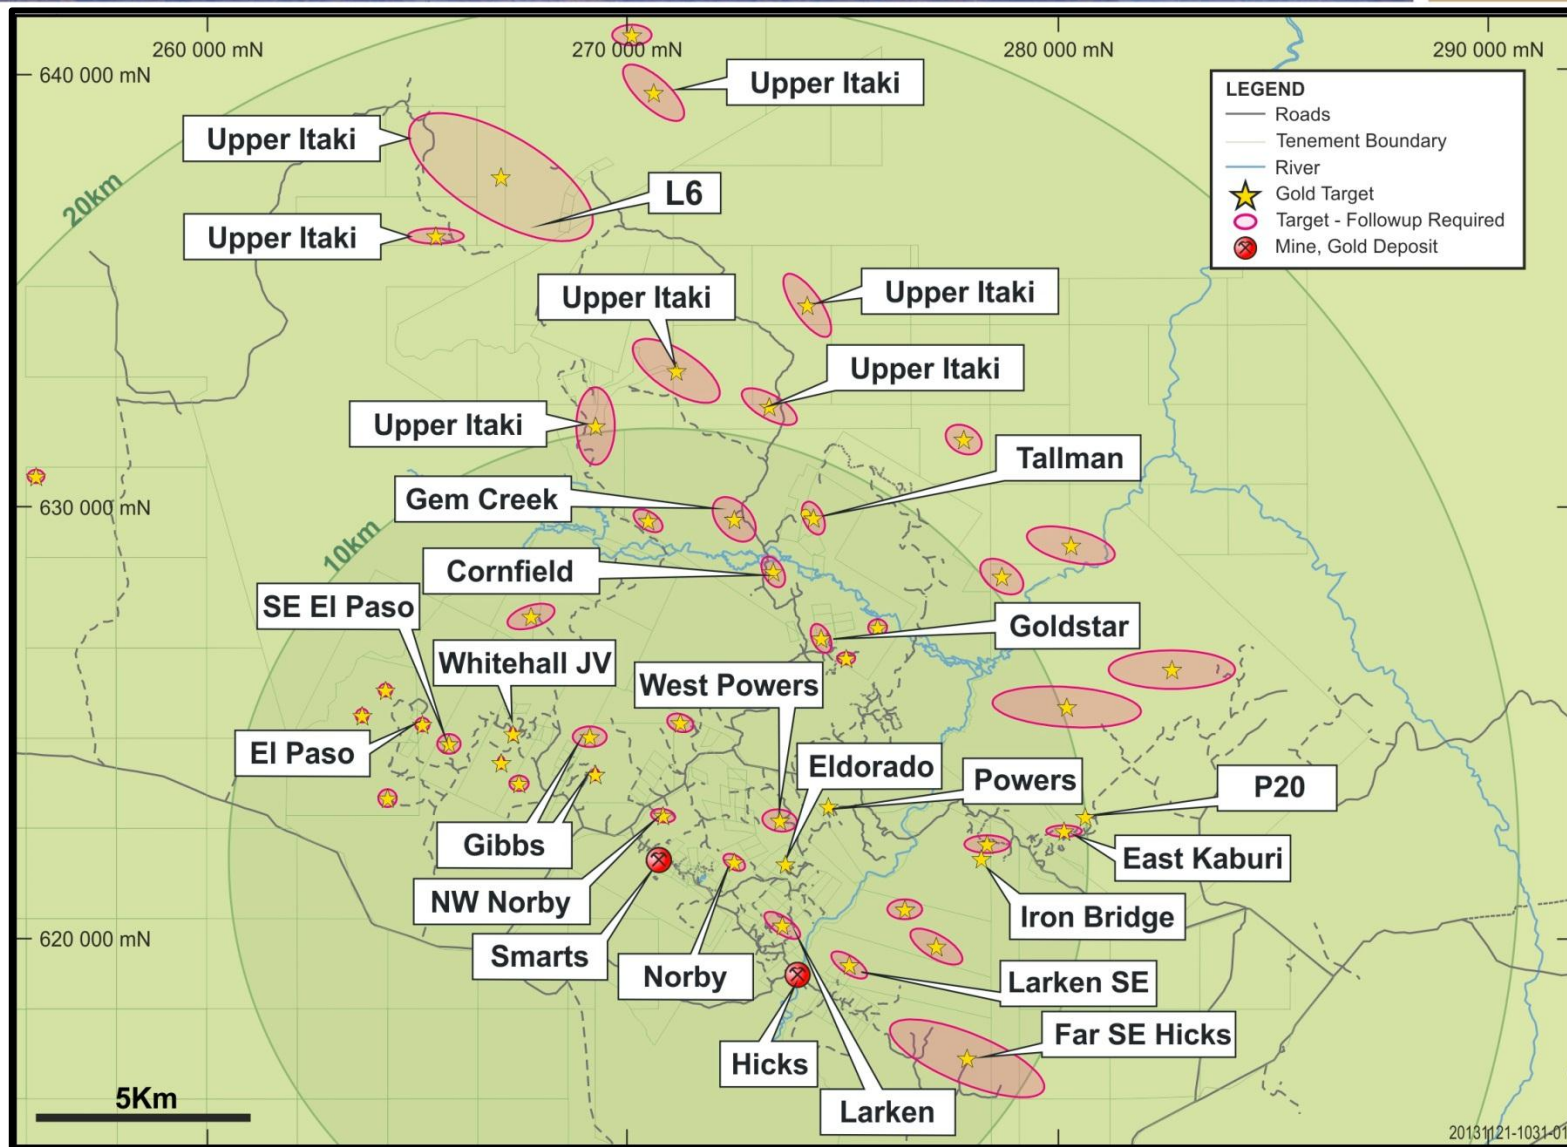 260 000 mN
270 000 mN
280 000 mN
290 000 mN
640 000 mN
Upper Itaki
LEGEND
Roads
Tenement Boundary
River
Gold Target
Target - Followup Required
Mine, Gold Deposit
Upper Itaki
20km
L6
Upper Itaki
Upper Itaki
Upper Itaki
Upper Itaki
Upper Itaki
Tallman
Gem Creek
630 000 mN
10km
Cornfield
SE El Paso
Goldstar
Whitehall JV
West Powers
El Paso
Eldorado
Powers
P20
Gibbs
East Kaburi
NW Norby
Iron Bridge
620 000 mN
Smarts
Norby
Larken SE
Far SE Hicks
Hicks
5Km
Larken
20131121-1031-01